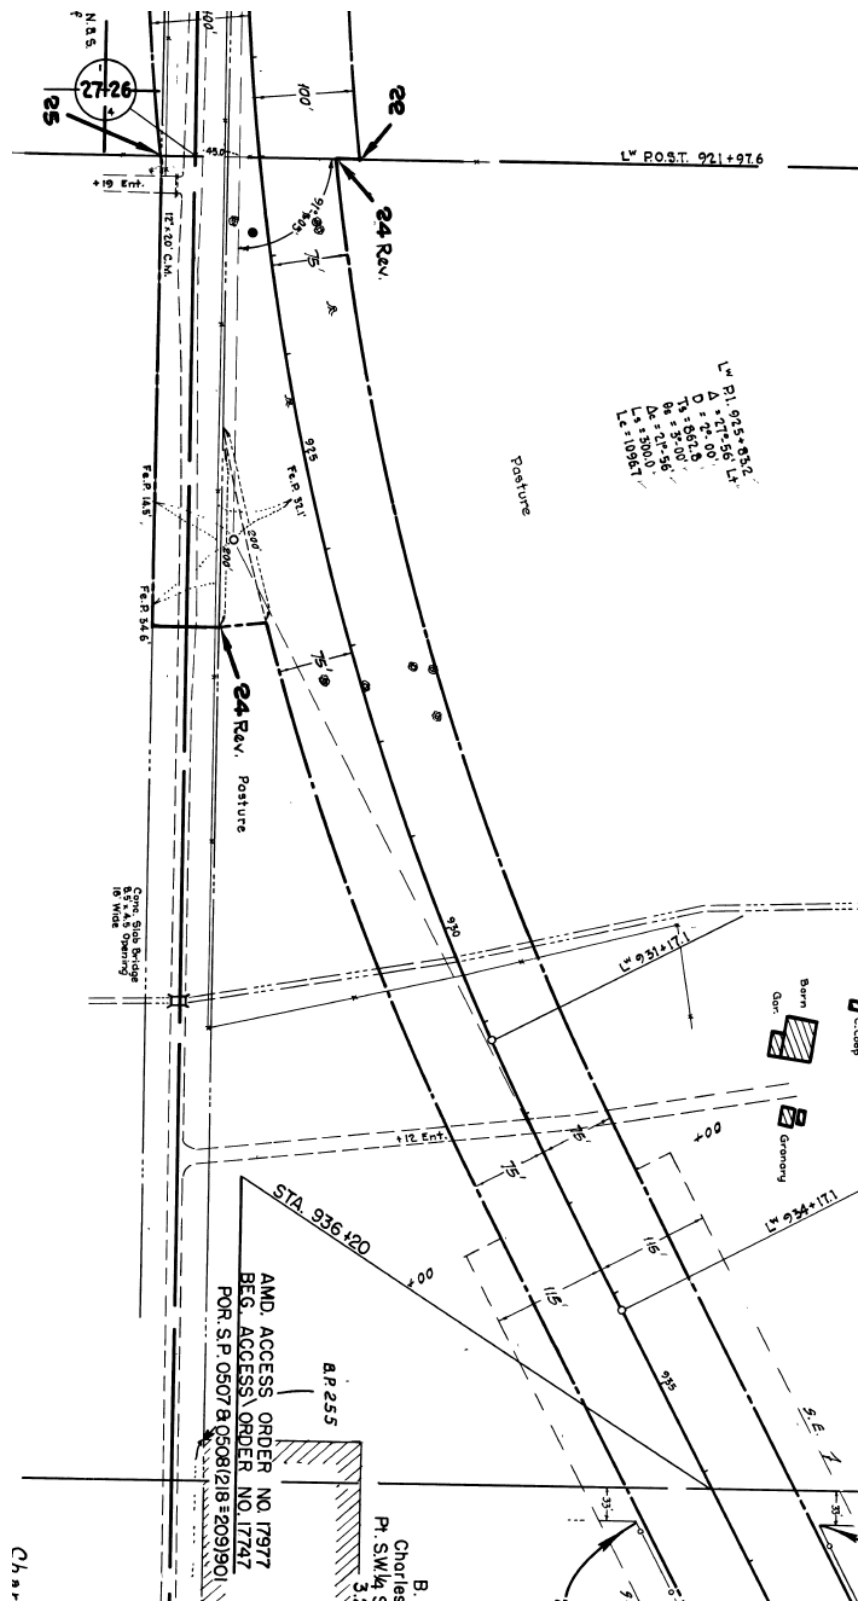 N.& S.
100'
100'
22
27-26
4
25
45.0
Lᵂ P.O.S.T. 921+97.6
+19 Ent.
12" x 20' C.M.
24 Rev.
75'
Lᵂ P.I. 925+83.2
Δ = 27°-56' Lt.
D = 2°-00'
Ts = 862.8
θs = 3°-00'
Δc = 21°-56'
Ls = 300.0
Lc = 1096.7
925
Pasture
Fe.P. 14.5'
Fe.P. 32.1'
200'
200'
Fe.P. 34.6'
75'
24 Rev.
Pasture
Conc. Slab Bridge
8.5' x 4.5 Opening
18' Wide
930
Lᵂ 931+17.1
Barn
Gar.
C.Coop
Granary
+12 Ent.
75'
75'
+00
STA. 936+20
Lᵂ 934+17.1
115'
115'
+00
935
AMD. ACCESS ORDER NO. 17977
BEG. ACCESS ORDER NO. 17747
POR. S.P. 0507 & 0508 (218=209) 901
B.P. 255
S.E. 1
33'
33'
B.
Charles
Pt. S.W.¼ S
3.
Char